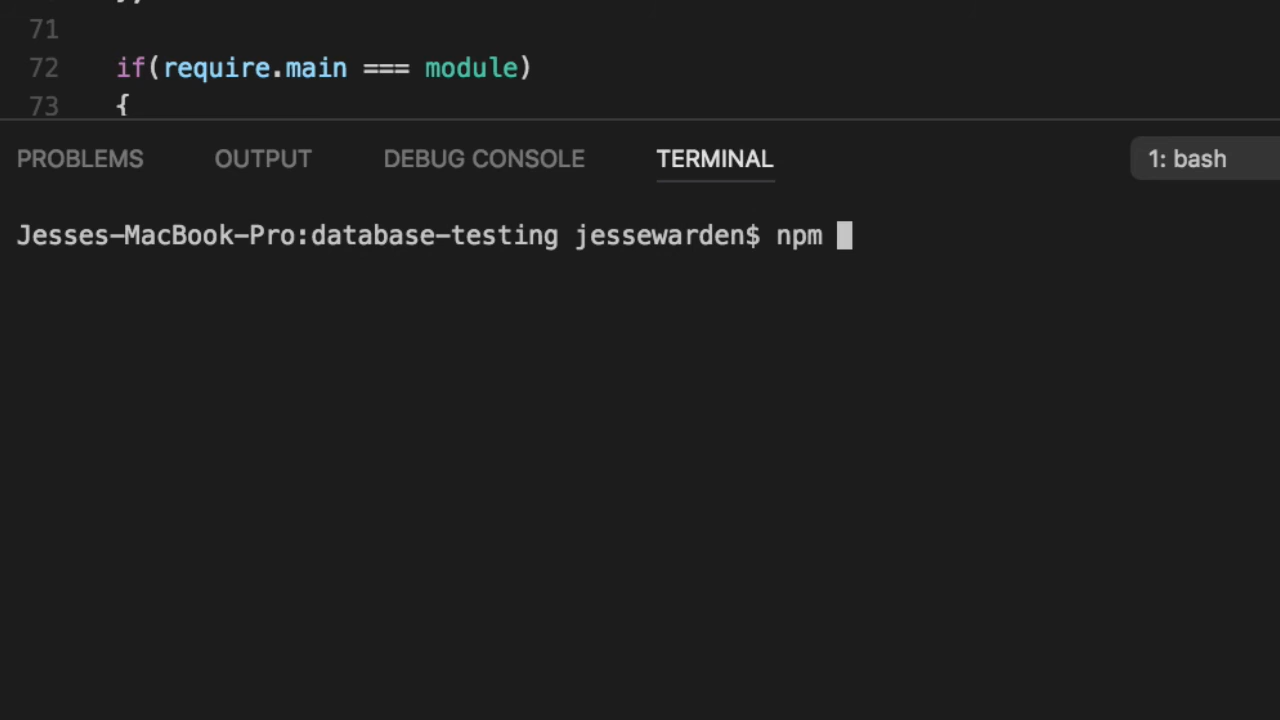 71
72 if(require.main === module)
73 {
PROBLEMS OUTPUT DEBUG CONSOLE TERMINAL 1: bash
Jesses-MacBook-Pro:database-testing jessewarden$ npm